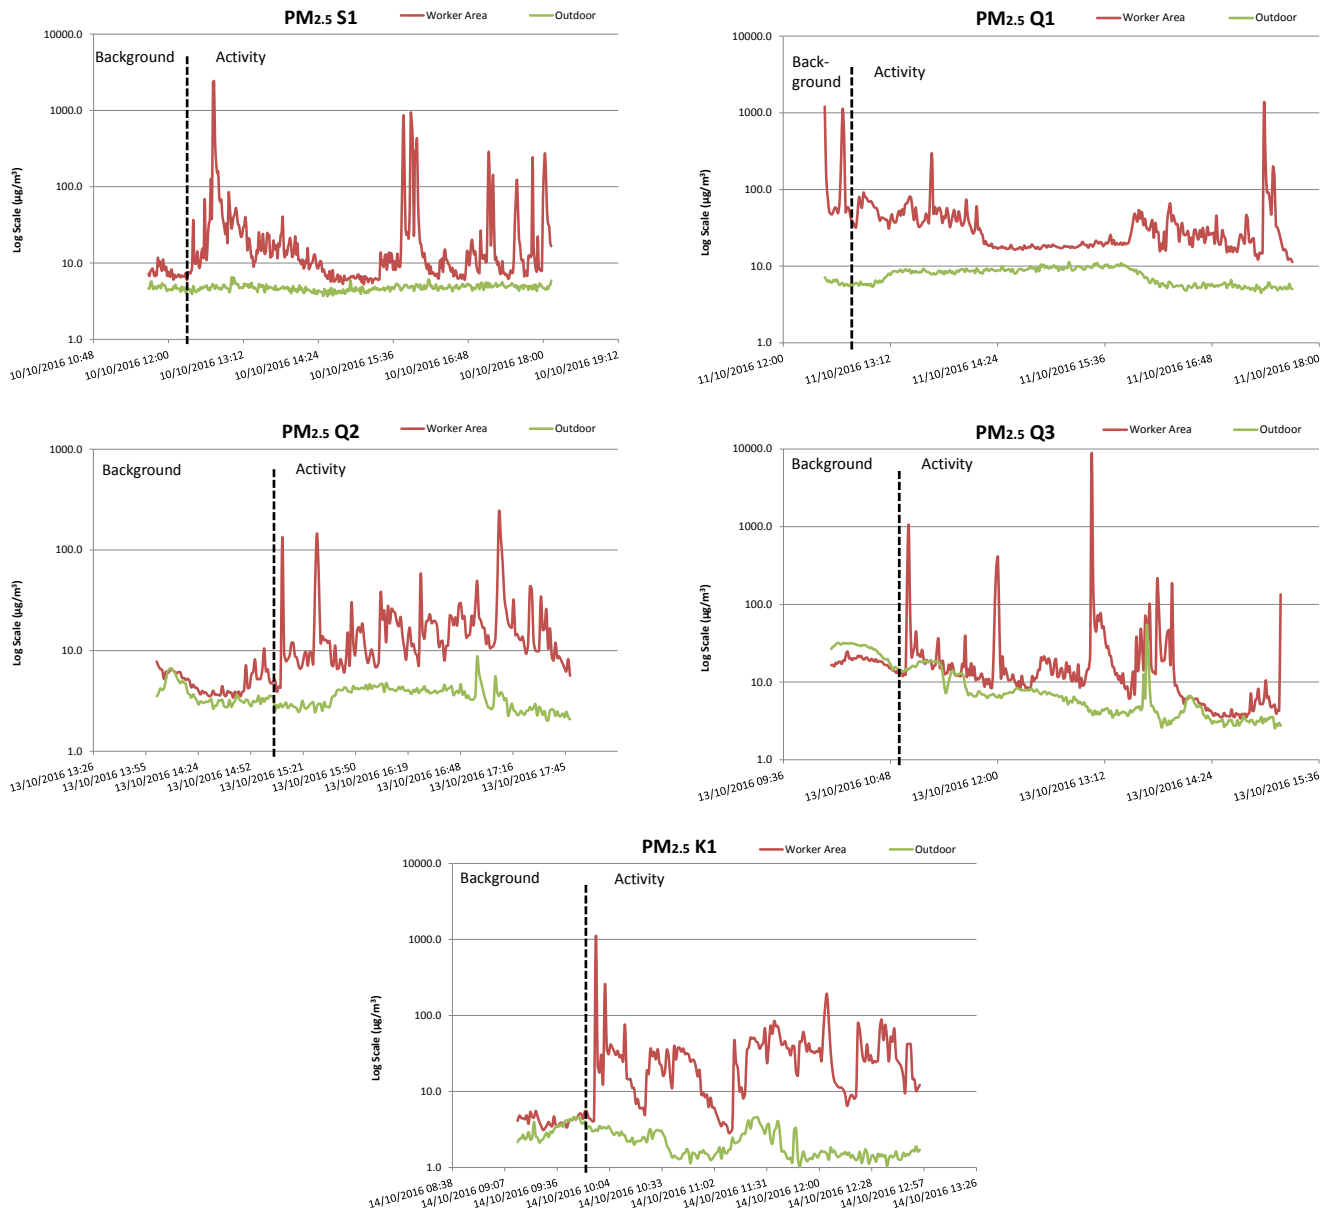 PM2.5 S1
Worker Area
Outdoor
Background
Activity
Log Scale (µg/m³)
10000.0
1000.0
100.0
10.0
1.0
10/10/2016 10:48
10/10/2016 12:00
10/10/2016 13:12
10/10/2016 14:24
10/10/2016 15:36
10/10/2016 16:48
10/10/2016 18:00
10/10/2016 19:12
PM2.5 Q1
Worker Area
Outdoor
Back-
ground
Activity
Log Scale (µg/m³)
10000.0
1000.0
100.0
10.0
1.0
11/10/2016 12:00
11/10/2016 13:12
11/10/2016 14:24
11/10/2016 15:36
11/10/2016 16:48
11/10/2016 18:00
PM2.5 Q2
Worker Area
Outdoor
Background
Activity
Log Scale (µg/m³)
1000.0
100.0
10.0
1.0
13/10/2016 13:26
13/10/2016 13:55
13/10/2016 14:24
13/10/2016 14:52
13/10/2016 15:21
13/10/2016 15:50
13/10/2016 16:19
13/10/2016 16:48
13/10/2016 17:16
13/10/2016 17:45
PM2.5 Q3
Worker Area
Outdoor
Background
Activity
Log Scale (µg/m³)
10000.0
1000.0
100.0
10.0
1.0
13/10/2016 09:36
13/10/2016 10:48
13/10/2016 12:00
13/10/2016 13:12
13/10/2016 14:24
13/10/2016 15:36
PM2.5 K1
Worker Area
Outdoor
Background
Activity
Log Scale (µg/m³)
10000.0
1000.0
100.0
10.0
1.0
14/10/2016 08:38
14/10/2016 09:07
14/10/2016 09:36
14/10/2016 10:04
14/10/2016 10:33
14/10/2016 11:02
14/10/2016 11:31
14/10/2016 12:00
14/10/2016 12:28
14/10/2016 12:57
14/10/2016 13:26